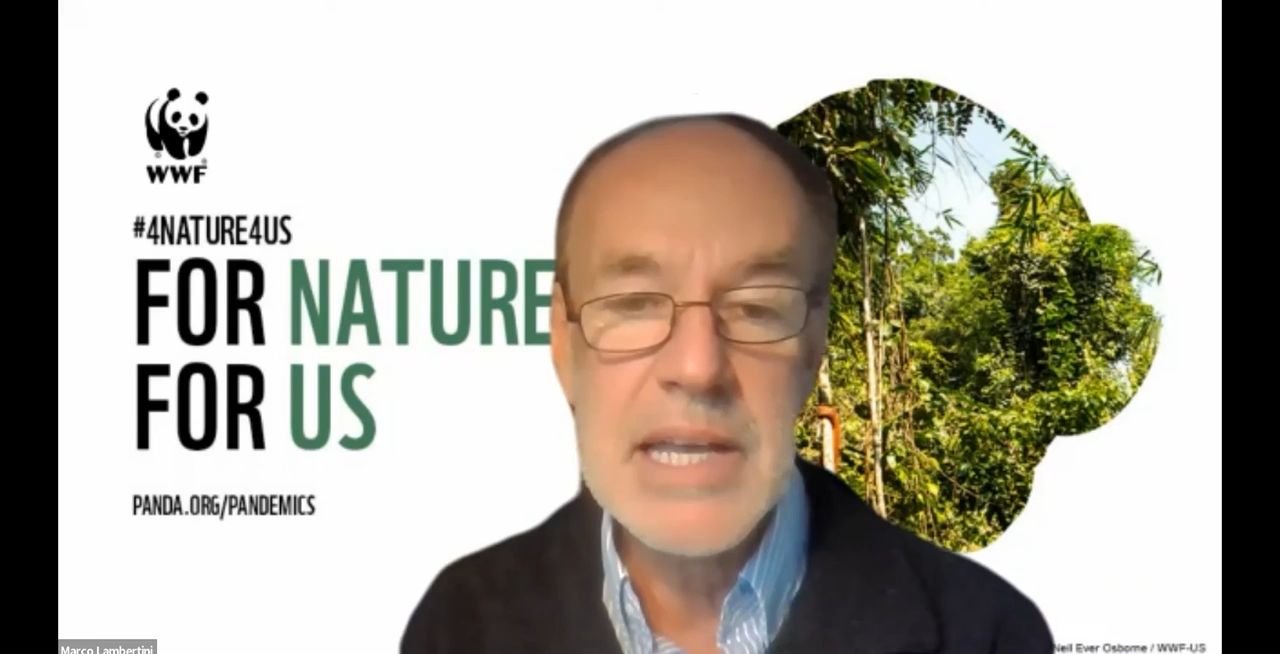 WWF
#4NATURE4US
FOR NATURE
FOR US
PANDA.ORG/PANDEMICS
Marco Lambertini
Neil Ever Osborne / WWF-US